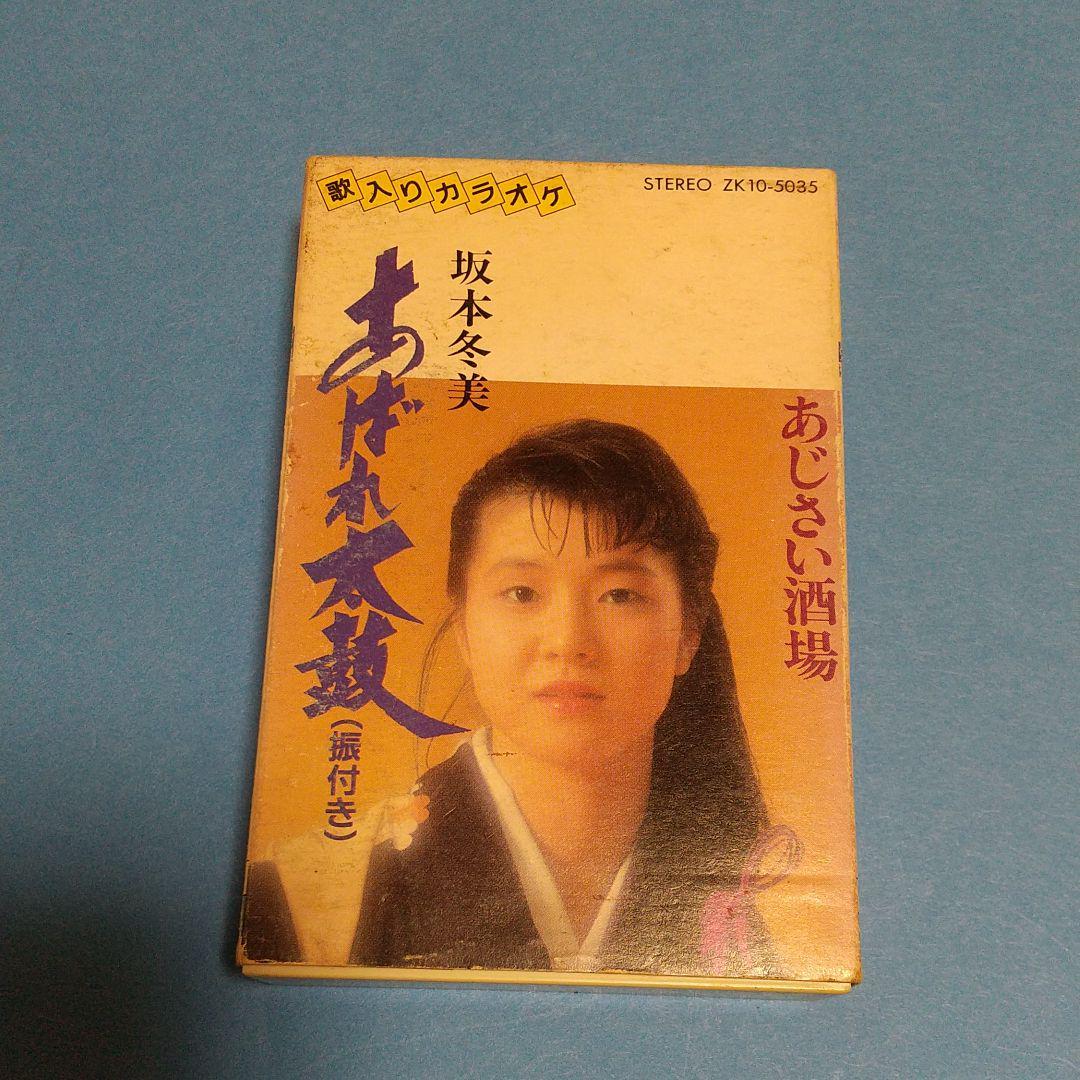 歌入りカラオケ
STEREO ZK10-5035
坂本冬美
あばれ太鼓
(振付き)
あじさい酒場